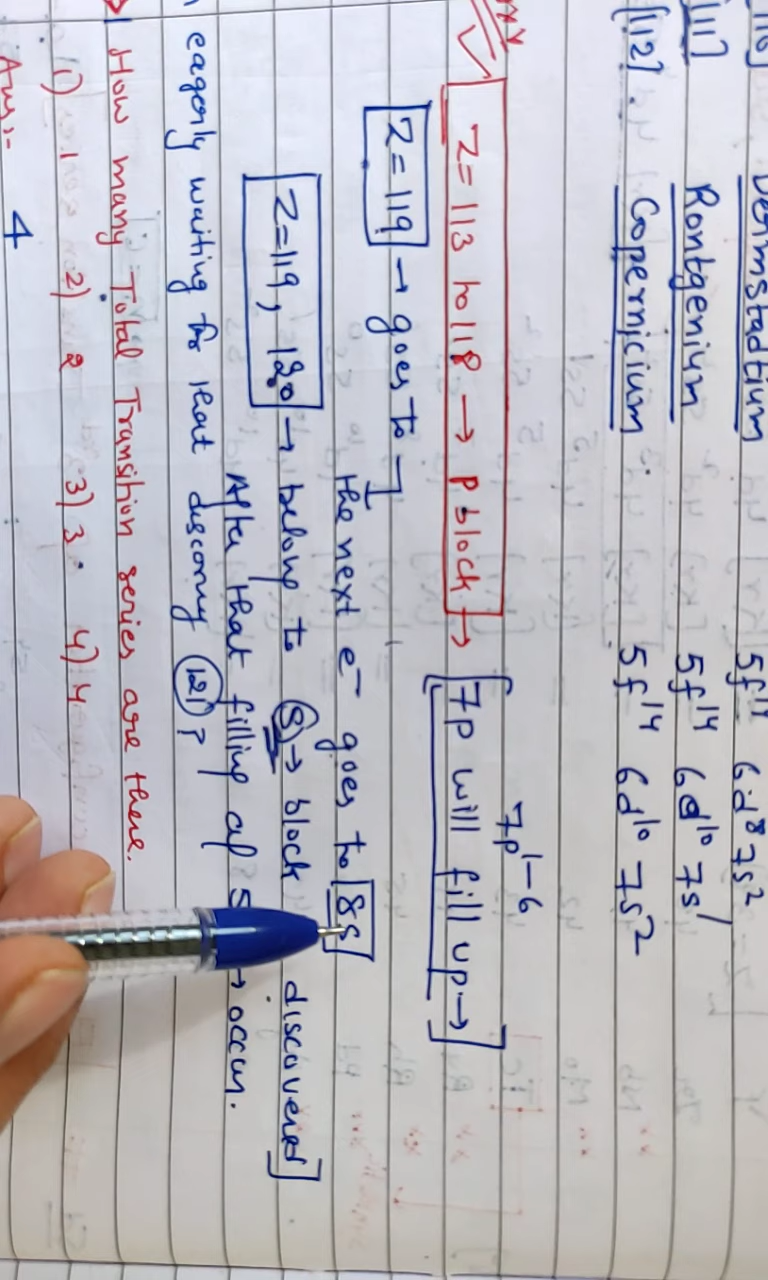 [110] Dermstadtium 5f14 6d8 7s2
[111] Rontgenium 5f14 6d10 7s1
[112] Copernicium 5f14 6d10 7s2
7p1-6
Z = 113 to 118 → p block → [7p will fill up →]
Z = 119 → goes to
the next e- goes to 8s
Z=119, 120 → belong to (S) → block discovered]
After that filling of 5 → occur.
eagerly waiting for that discovery (121) ?
How many Total Transition series are there.
1) 1 2) 2 3) 3 4) 4
Ans:- 4